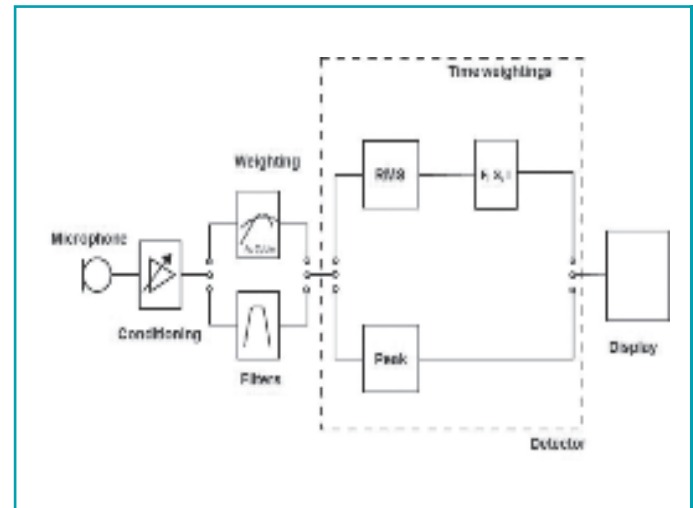 Time weightings
Weighting
RMS
F, S, I
Microphone
Conditioning
Filters
Peak
Display
Detector